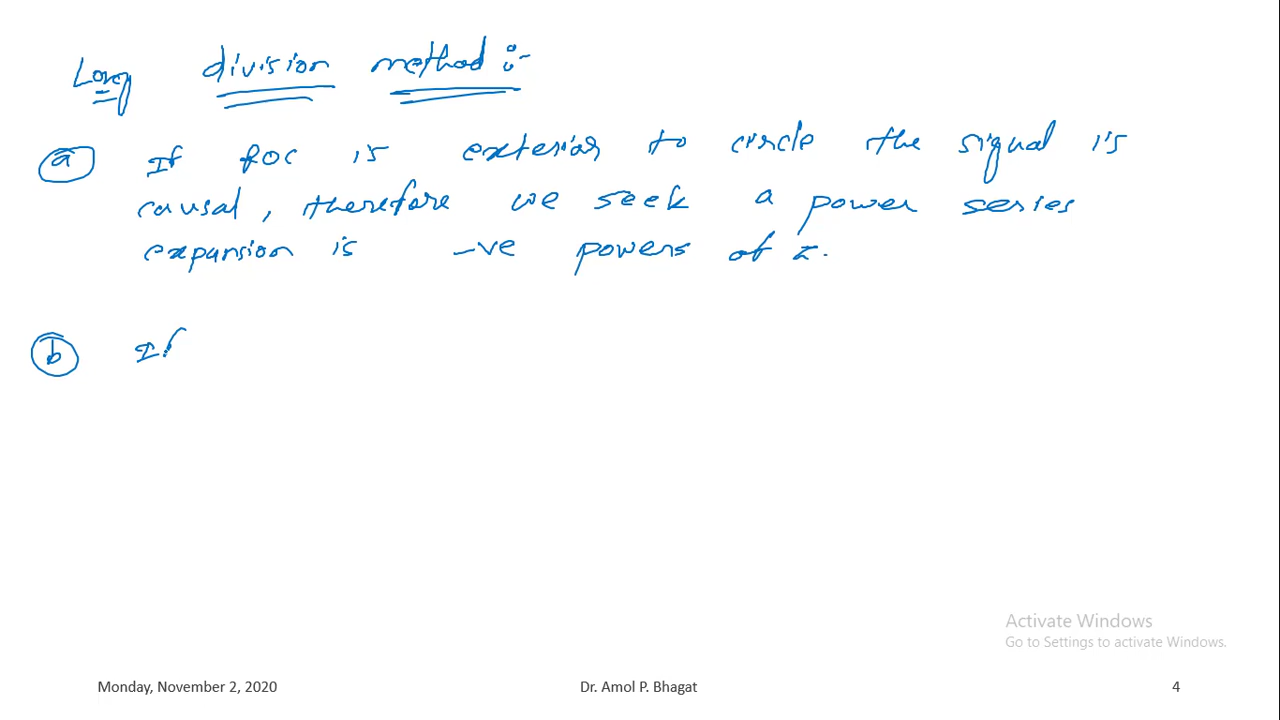 Long division method :-
(a) If ROC is exterior to circle the signal is
causal, therefore we seek a power series
expansion is -ve powers of z.
(b) If
Activate Windows
Go to Settings to activate Windows.
Monday, November 2, 2020 Dr. Amol P. Bhagat 4